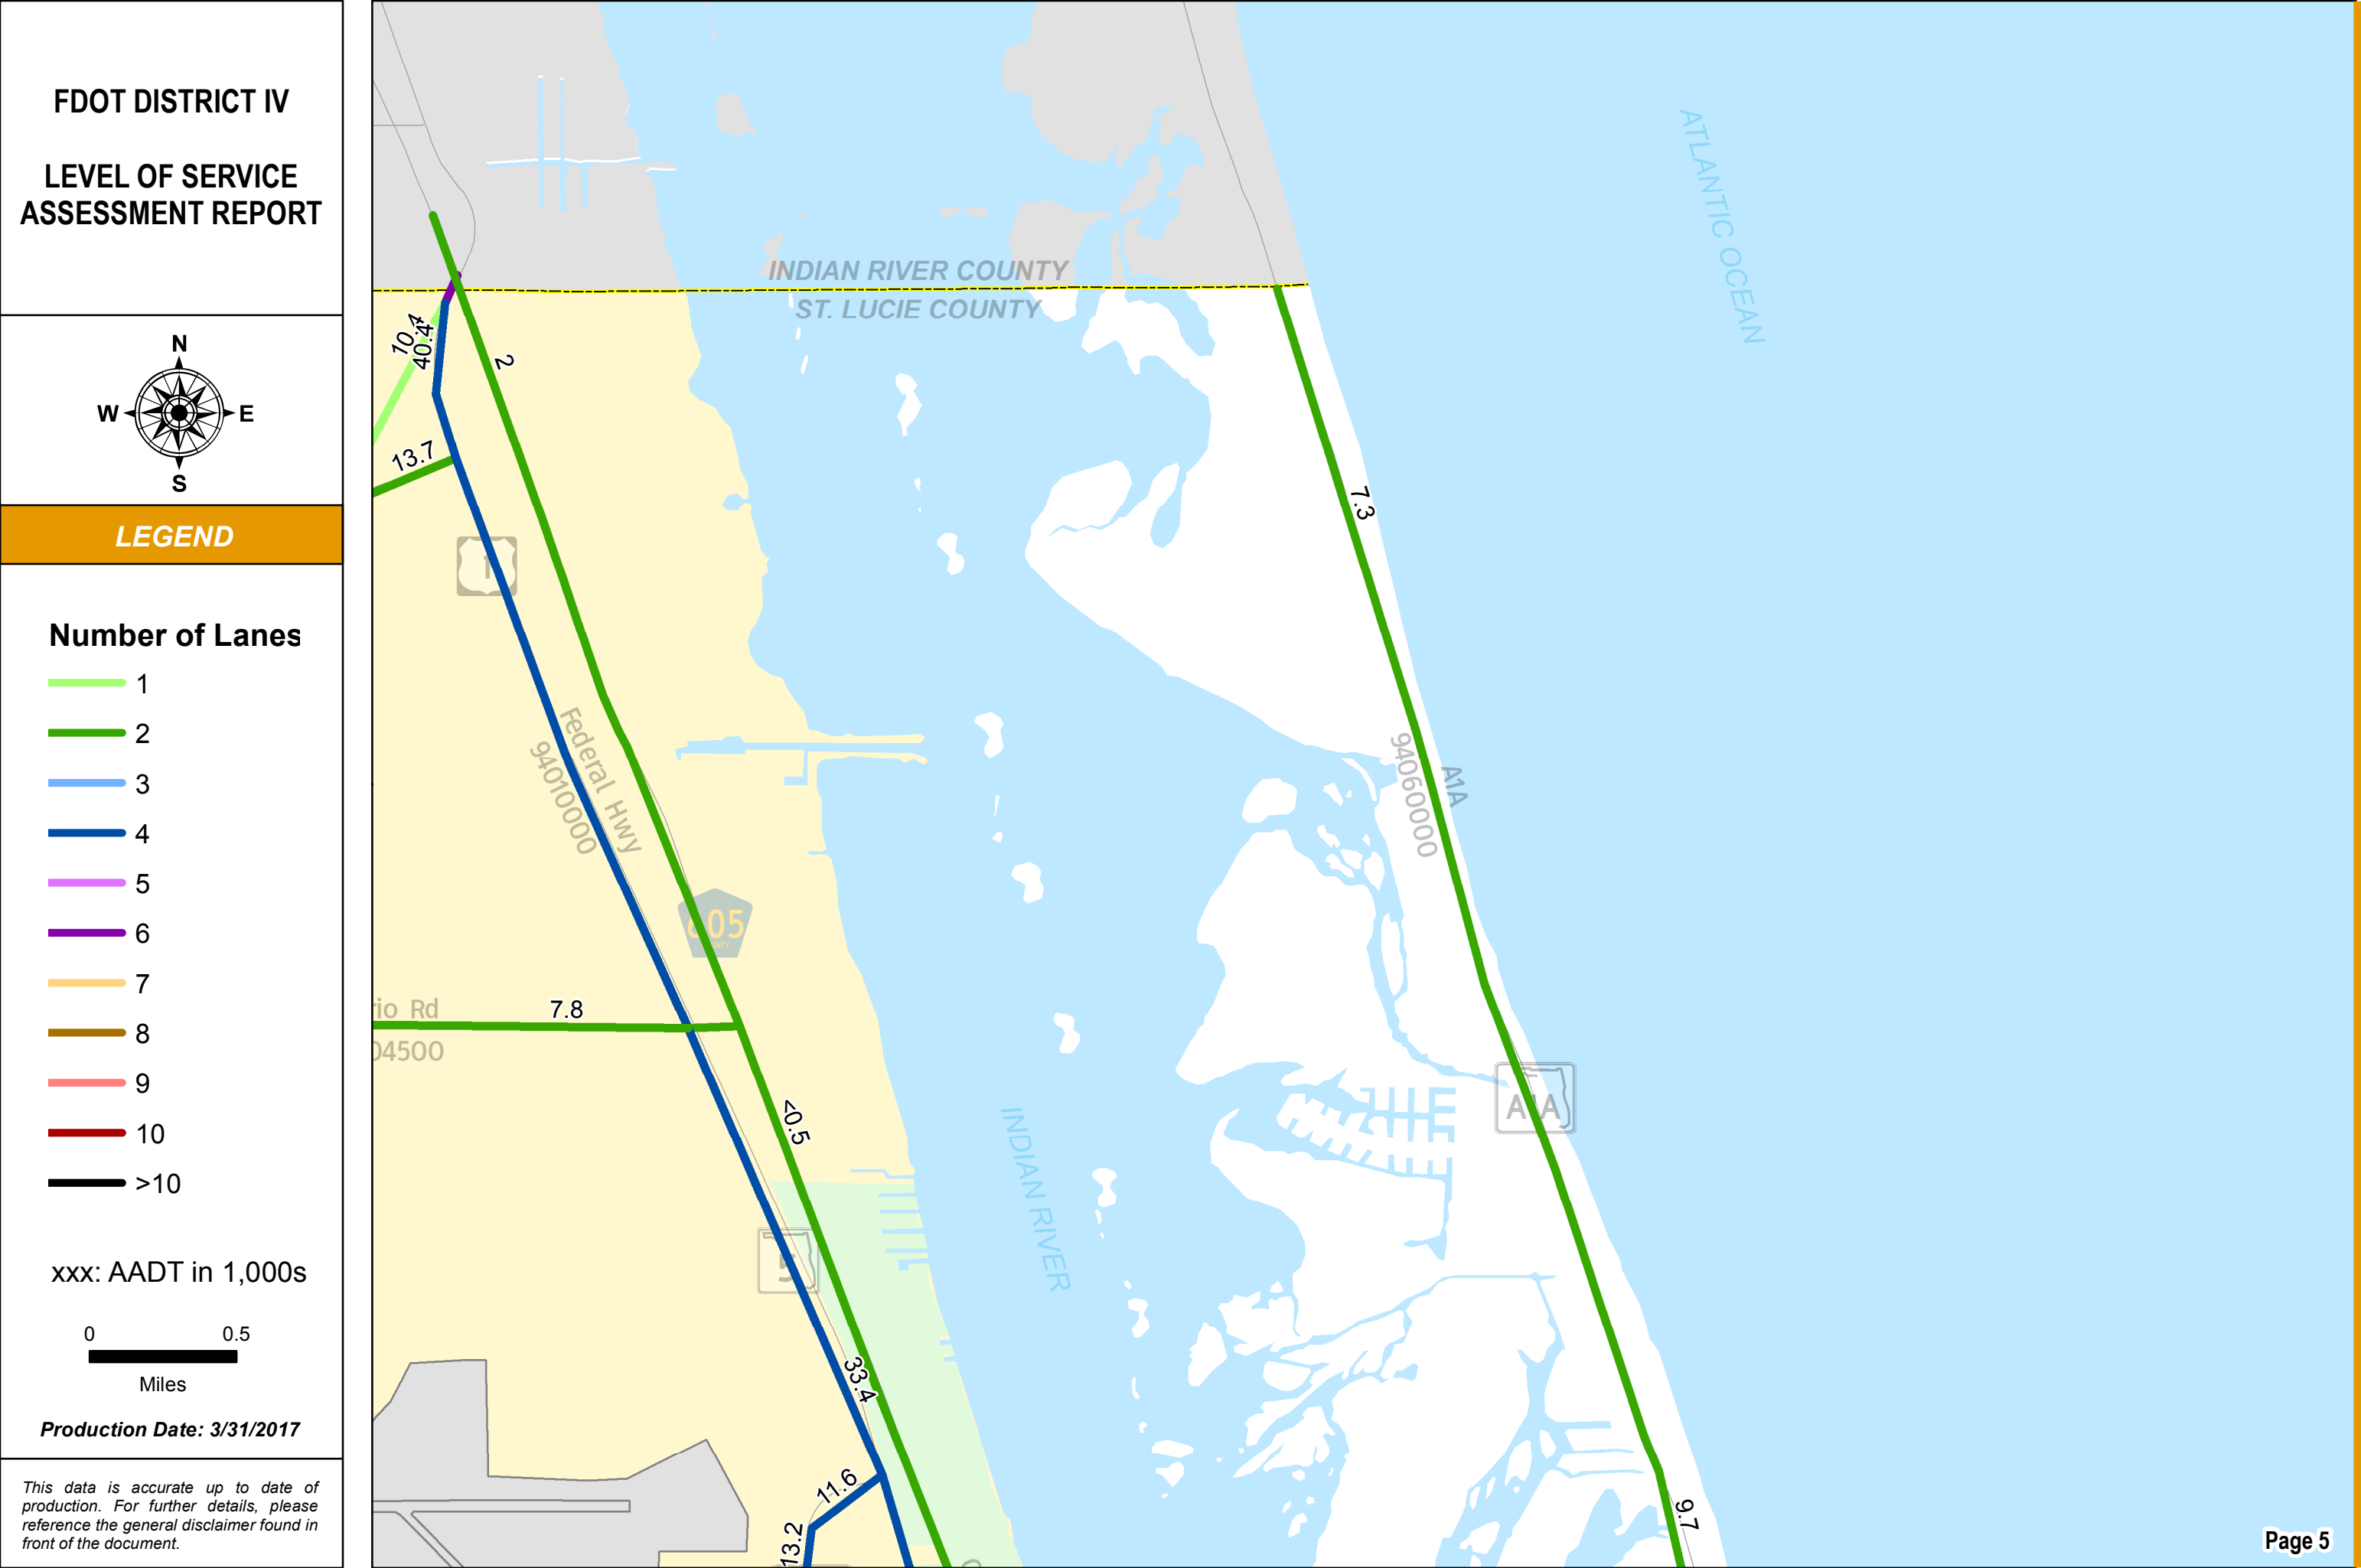 FDOT DISTRICT IV
LEVEL OF SERVICE
ASSESSMENT REPORT
N
W
E
S
LEGEND
Number of Lanes
1
2
3
4
5
6
7
8
9
10
>10
xxx: AADT in 1,000s
0 0.5
Miles
Production Date: 3/31/2017
This data is accurate up to date of
production. For further details, please
reference the general disclaimer found in
front of the document.
INDIAN RIVER COUNTY
ST. LUCIE COUNTY
ATLANTIC OCEAN
10.4
40.4
2
13.7
7.3
1
Federal Hwy
94010000
94060000
A1A
605
rio Rd
7.8
04500
<0.5
A1A
INDIAN RIVER
5
33.4
11.6
13.2
9.7
Page 5